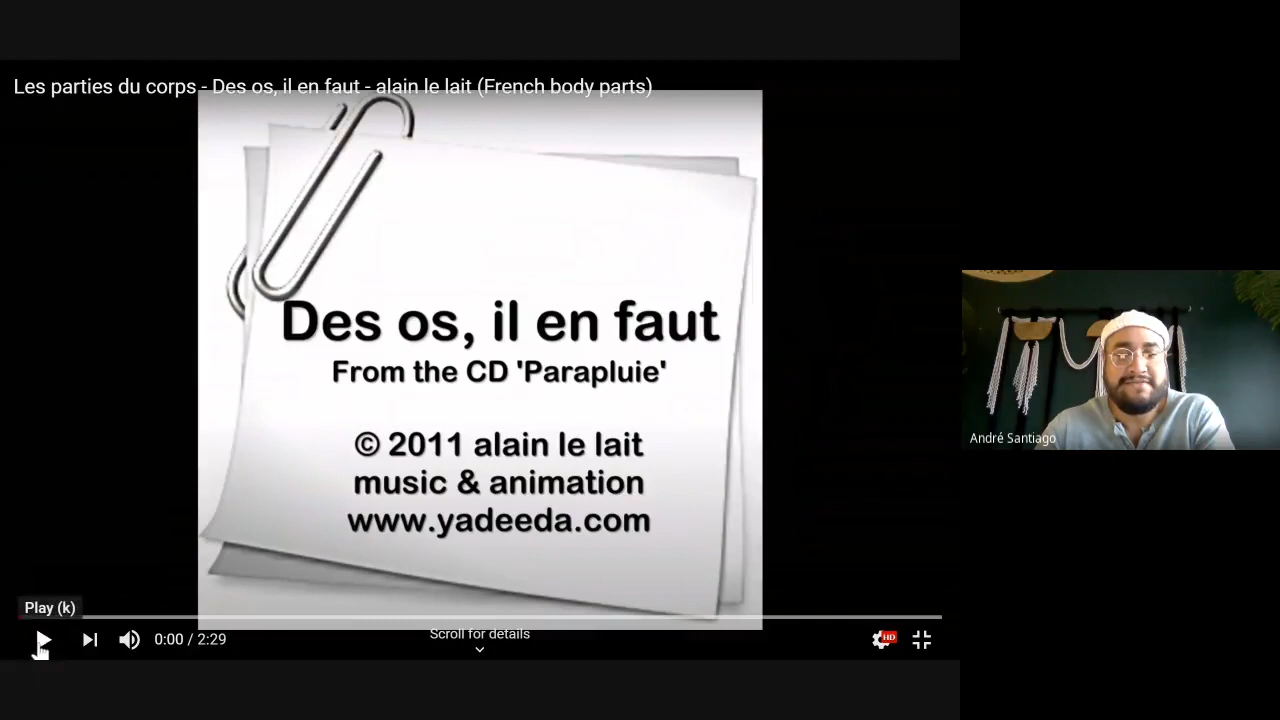 Les parties du corps - Des os, il en faut - alain le lait (French body parts)
Des os, il en faut
From the CD 'Parapluie'
© 2011 alain le lait
music & animation
www.yadeeda.com
André Santiago
Play (k)
0:00 / 2:29
Scroll for details
HD